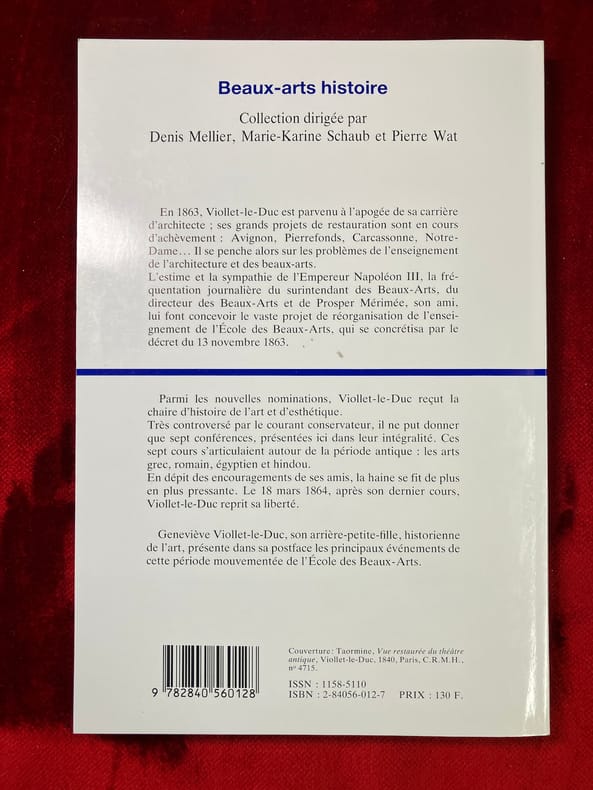 Beaux-arts histoire
Collection dirigée par
Denis Mellier, Marie-Karine Schaub et Pierre Wat
En 1863, Viollet-le-Duc est parvenu à l'apogée de sa carrière
d'architecte ; ses grands projets de restauration sont en cours
d'achèvement : Avignon, Pierrefonds, Carcassonne, Notre-
Dame... Il se penche alors sur les problèmes de l'enseignement
de l'architecture et des beaux-arts.
L'estime et la sympathie de l'Empereur Napoléon III, la fré-
quentation journalière du surintendant des Beaux-Arts, du
directeur des Beaux-Arts et de Prosper Mérimée, son ami,
lui font concevoir le vaste projet de réorganisation de l'ensei-
gnement de l'École des Beaux-Arts, qui se concrétisa par le
décret du 13 novembre 1863.
Parmi les nouvelles nominations, Viollet-le-Duc reçut la
chaire d'histoire de l'art et d'esthétique.
Très controversé par le courant conservateur, il ne put donner
que sept conférences, présentées ici dans leur intégralité. Ces
sept cours s'articulaient autour de la période antique : les arts
grec, romain, égyptien et hindou.
En dépit des encouragements de ses amis, la haine se fit de plus
en plus pressante. Le 18 mars 1864, après son dernier cours,
Viollet-le-Duc reprit sa liberté.
Geneviève Viollet-le-Duc, son arrière-petite-fille, historienne
de l'art, présente dans sa postface les principaux événements de
cette période mouvementée de l'École des Beaux-Arts.
Couverture : Taormine, Vue restaurée du théâtre
antique, Viollet-le-Duc, 1840, Paris, C.R.M.H.,
nº 4715.
ISSN : 1158-5110
ISBN : 2-84056-012-7 PRIX : 130 F.
9 782840 560128